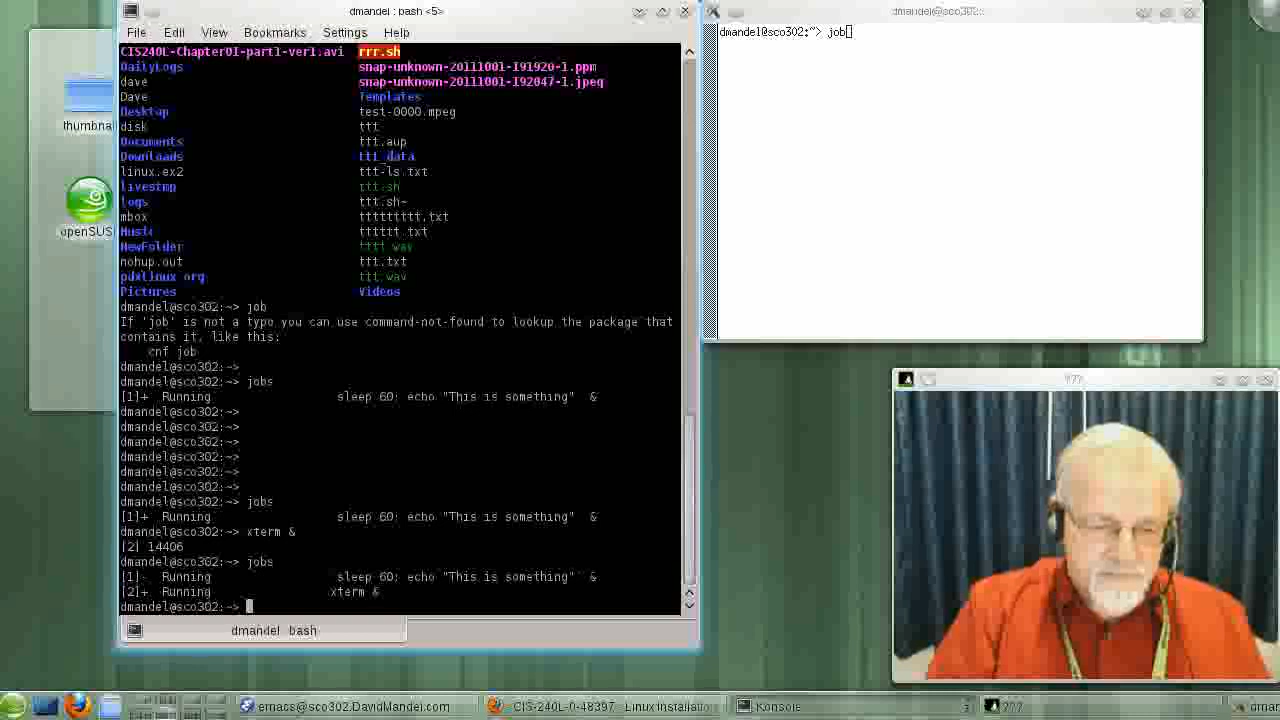 dmandel : bash <5>
File Edit View Bookmarks Settings Help
CIS240L-Chapter01-part1-ver1.avi rrr.sh
DailyLogs snap-unknown-20111001-191920-1.ppm
dave snap-unknown-20111001-192047-1.jpeg
Dave Templates
Desktop test-0000.mpeg
disk ttt
Documents ttt.aup
Downloads ttt_data
linux.ex2 ttt-ls.txt
livestmp ttt.sh
logs ttt.sh~
mbox ttttttttt.txt
Music tttttt.txt
NewFolder tttt.wav
nohup.out ttt.txt
pdxlinux.org ttt.wav
Pictures Videos
dmandel@sco302:~> job
If 'job' is not a typo you can use command-not-found to lookup the package that
contains it, like this:
cnf job
dmandel@sco302:~>
dmandel@sco302:~> jobs
[1]+ Running sleep 60; echo "This is something" &
dmandel@sco302:~>
dmandel@sco302:~>
dmandel@sco302:~>
dmandel@sco302:~>
dmandel@sco302:~>
dmandel@sco302:~>
dmandel@sco302:~> jobs
[1]+ Running sleep 60; echo "This is something" &
dmandel@sco302:~> xterm &
[2] 14406
dmandel@sco302:~> jobs
[1]- Running sleep 60; echo "This is something" &
[2]+ Running xterm &
dmandel@sco302:~>
dmandel bash
dmandel@sco302:~
dmandel@sco302:~> job
thumbna
openSUS
???
@sco302.DavidMandel.com
CIS-240L-0-48397 Linux Installatio
Konsole
3
???